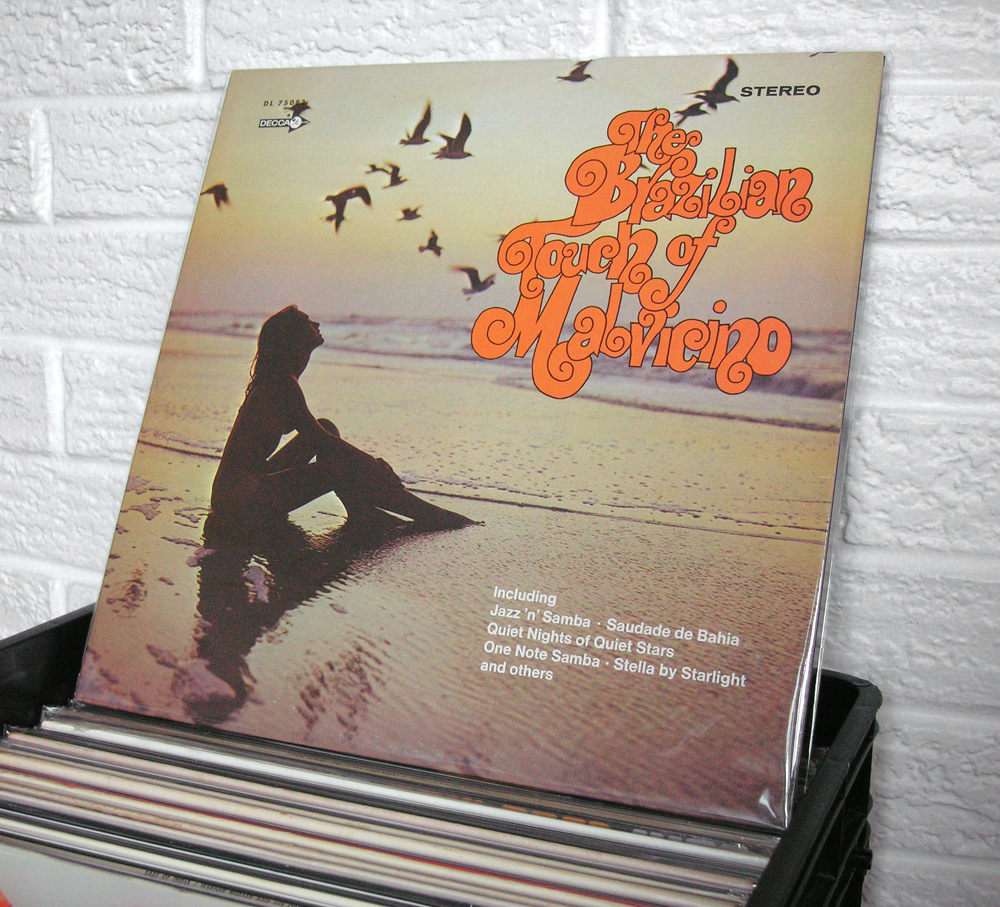 DL 75082
DECCA
STEREO
The
Brazilian
Touch of
Malvicino
Including
Jazz 'n' Samba · Saudade de Bahia
Quiet Nights of Quiet Stars
One Note Samba · Stella by Starlight
and others